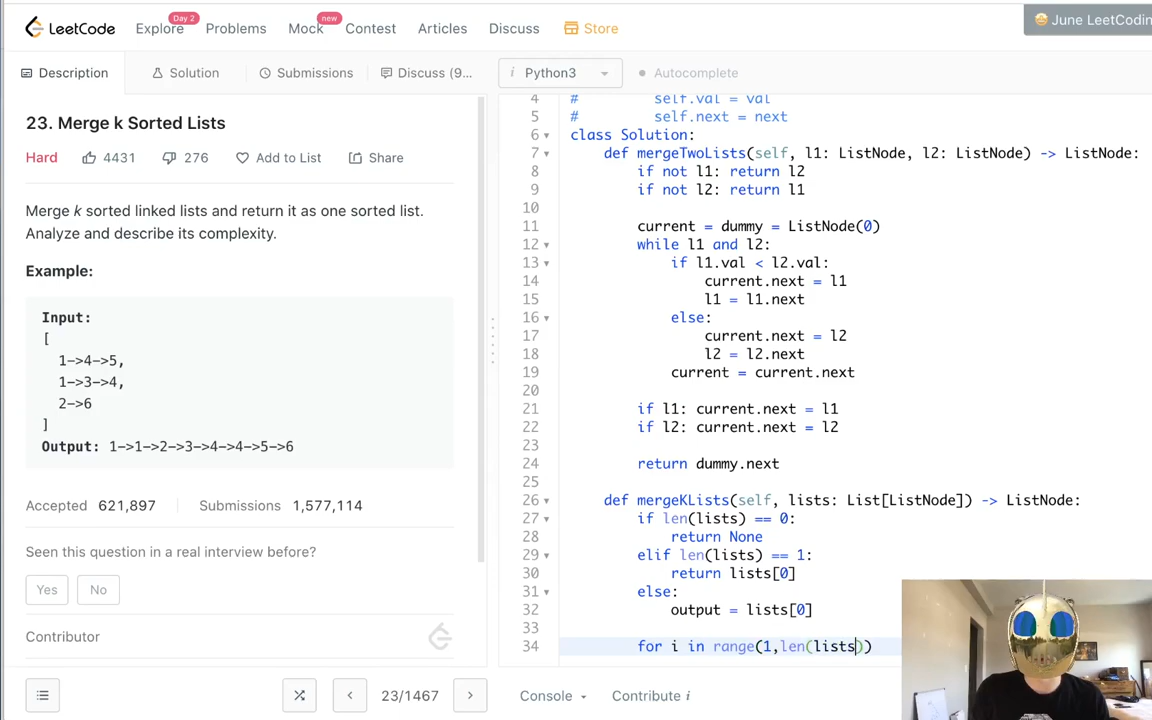 LeetCode
Explore Day 2 Problems Mock new Contest Articles Discuss Store
June LeetCodin
Description Solution Submissions Discuss (9...
i Python3 Autocomplete
23. Merge k Sorted Lists
Hard 4431 276 Add to List Share
Merge k sorted linked lists and return it as one sorted list.
Analyze and describe its complexity.
Example:
Input:
[
1->4->5,
1->3->4,
2->6
]
Output: 1->1->2->3->4->4->5->6
Accepted 621,897 Submissions 1,577,114
Seen this question in a real interview before?
Yes No
Contributor
23/1467
4 # self.val = val
5 # self.next = next
6 class Solution:
7 def mergeTwoLists(self, l1: ListNode, l2: ListNode) -> ListNode:
8 if not l1: return l2
9 if not l2: return l1
10
11 current = dummy = ListNode(0)
12 while l1 and l2:
13 if l1.val < l2.val:
14 current.next = l1
15 l1 = l1.next
16 else:
17 current.next = l2
18 l2 = l2.next
19 current = current.next
20
21 if l1: current.next = l1
22 if l2: current.next = l2
23
24 return dummy.next
25
26 def mergeKLists(self, lists: List[ListNode]) -> ListNode:
27 if len(lists) == 0:
28 return None
29 elif len(lists) == 1:
30 return lists[0]
31 else:
32 output = lists[0]
33
34 for i in range(1,len(lists))
Console Contribute i